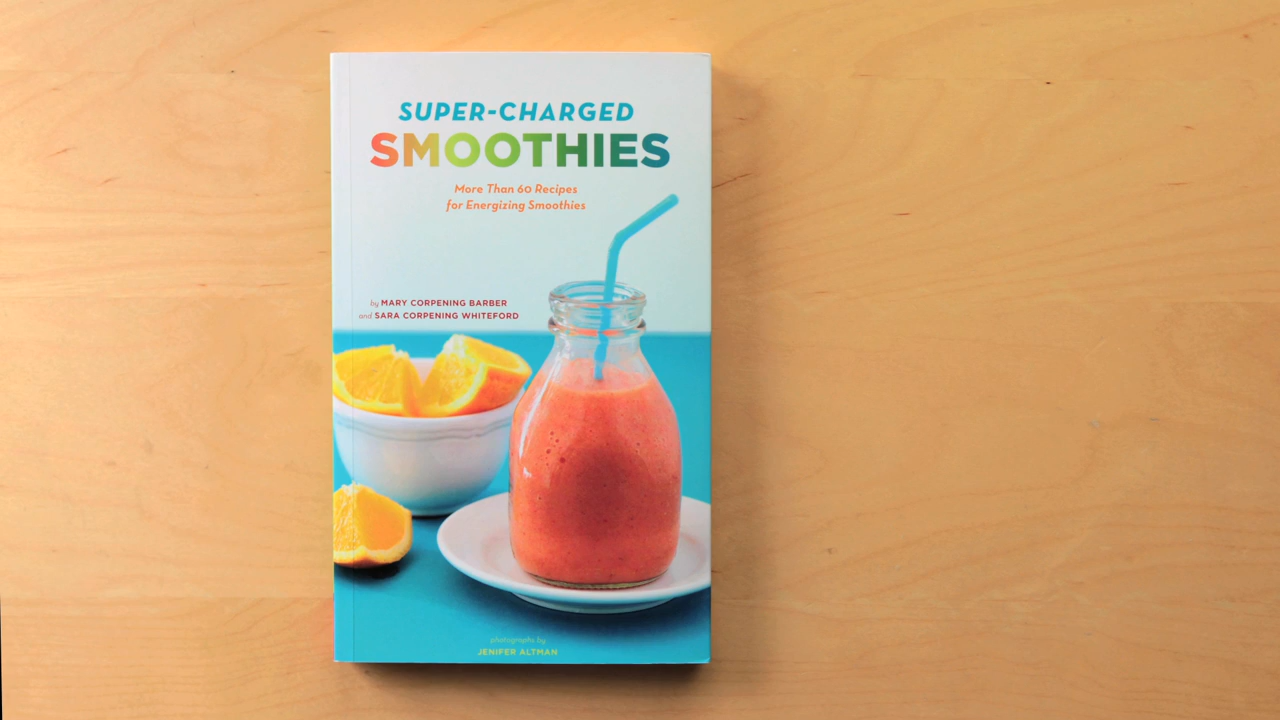 SUPER-CHARGED
SMOOTHIES
More Than 60 Recipes
for Energizing Smoothies
by MARY CORPENING BARBER
and SARA CORPENING WHITEFORD
photographs by
JENIFER ALTMAN